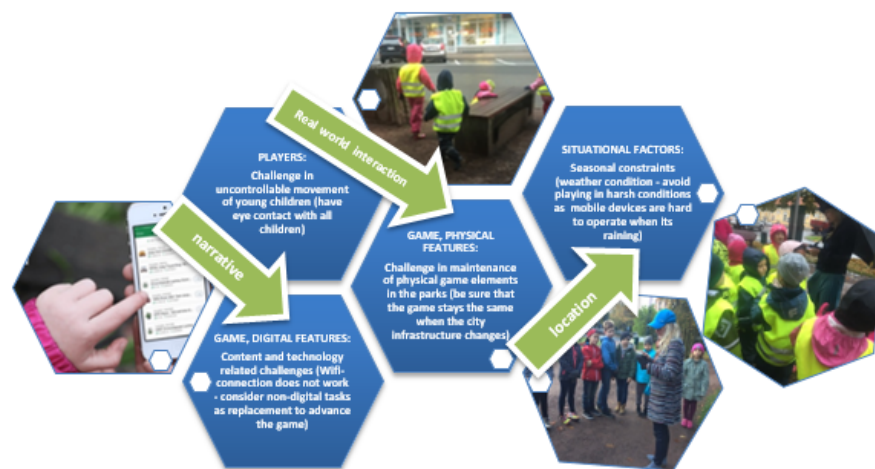 Real world interaction
PLAYERS:
Challenge in
uncontrollable movement
of young children (have
eye contact with all
children)
narrative
GAME, DIGITAL FEATURES:
Content and technology
related challenges (Wifi-
connection does not work
- consider non-digital tasks
as replacement to advance
the game)
GAME, PHYSICAL
FEATURES:
Challenge in maintenance
of physical game elements
in the parks (be sure that
the game stays the same
when the city
infrastructure changes)
location
SITUATIONAL FACTORS:
Seasonal constraints
(weather condition - avoid
playing in harsh conditions
as mobile devices are hard
to operate when its
raining)